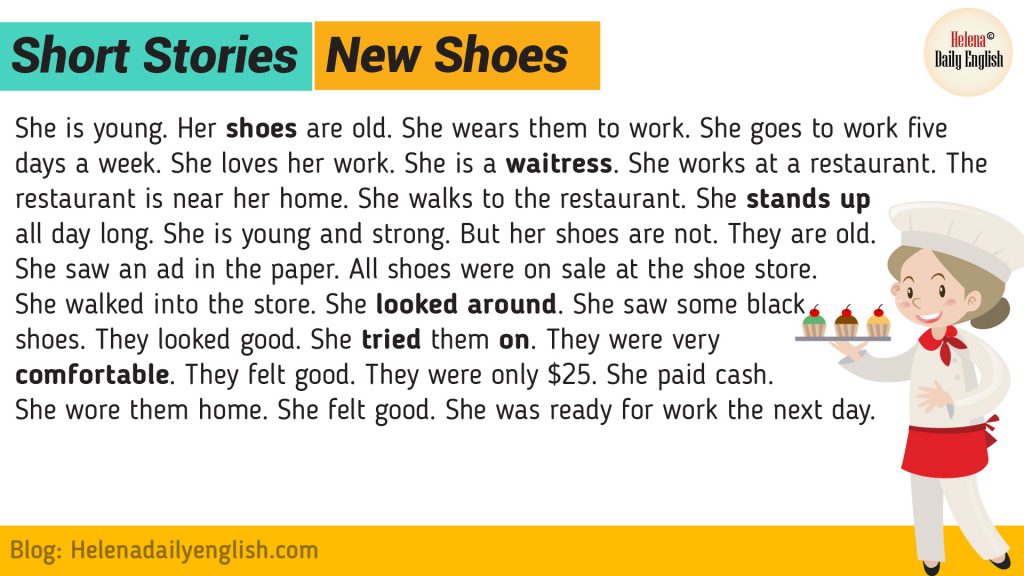 Short Stories New Shoes
Helena©
Daily English
She is young. Her shoes are old. She wears them to work. She goes to work five
days a week. She loves her work. She is a waitress. She works at a restaurant. The
restaurant is near her home. She walks to the restaurant. She stands up
all day long. She is young and strong. But her shoes are not. They are old.
She saw an ad in the paper. All shoes were on sale at the shoe store.
She walked into the store. She looked around. She saw some black
shoes. They looked good. She tried them on. They were very
comfortable. They felt good. They were only $25. She paid cash.
She wore them home. She felt good. She was ready for work the next day.
Blog: Helenadailyenglish.com